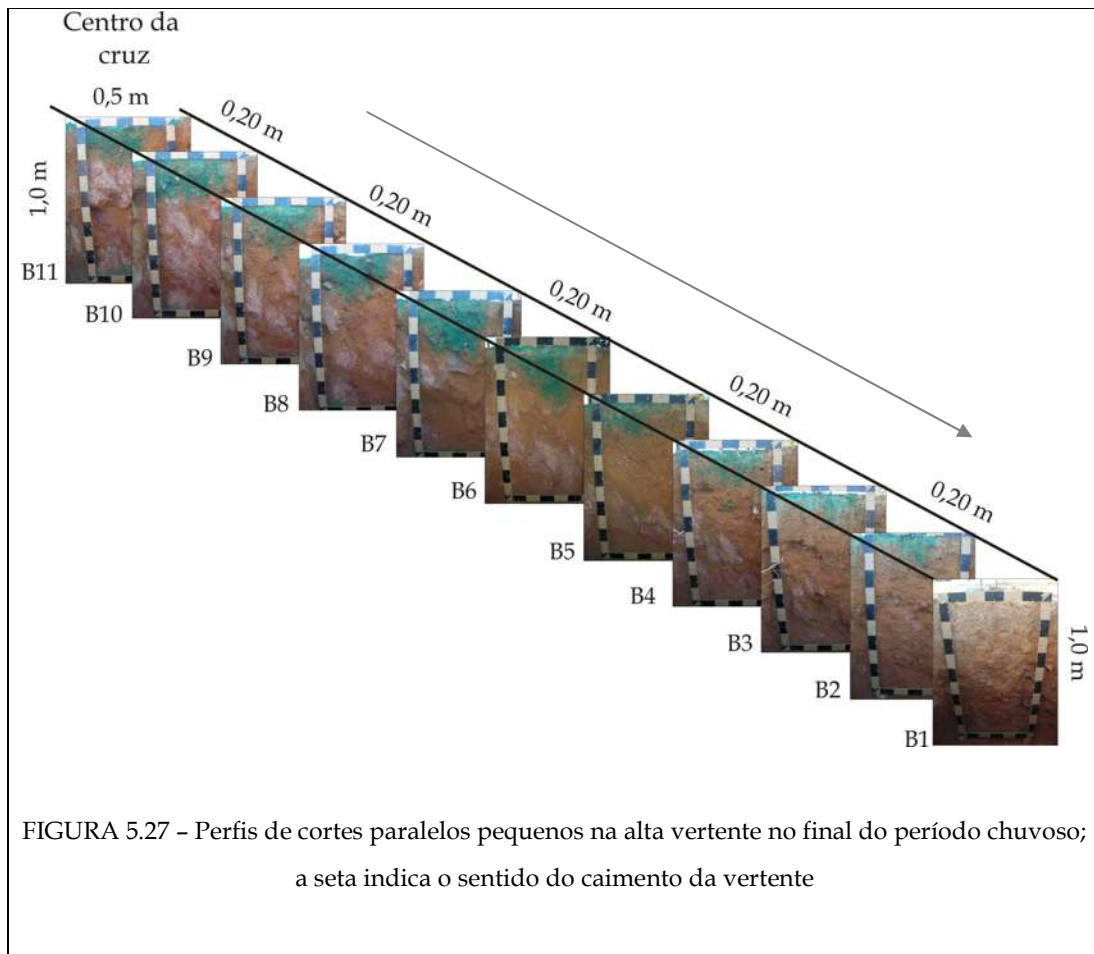 Centro da
cruz
0,5 m
0,20 m
0,20 m
0,20 m
0,20 m
0,20 m
0,20 m
1,0 m
B11
B10
B9
B8
B7
B6
B5
B4
B3
B2
B1
1,0 m
FIGURA 5.27 – Perfis de cortes paralelos pequenos na alta vertente no final do período chuvoso;
a seta indica o sentido do caimento da vertente